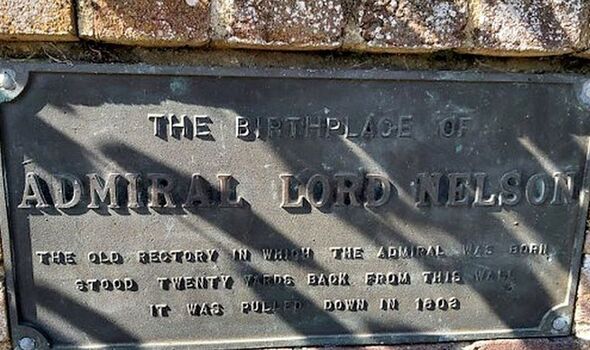 THE BIRTHPLACE OF
ADMIRAL LORD NELSON
THE OLD RECTORY IN WHICH THE ADMIRAL WAS BORN
STOOD TWENTY YARDS BACK FROM THIS WALL
IT WAS PULLED DOWN IN 1803